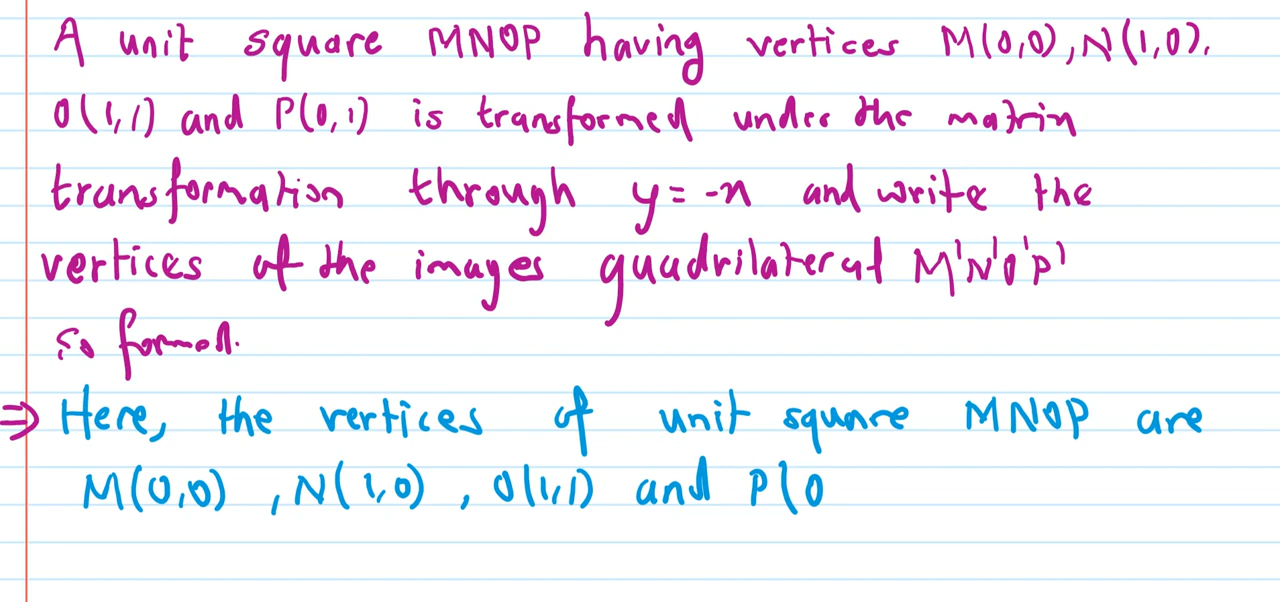 A unit square MNOP having vertices M(0,0), N(1,0),
O(1,1) and P(0,1) is transformed under the matrix
transformation through y = -x and write the
vertices of the images quadrilateral M'N'O'P'
so formed.
⇒ Here, the vertices of unit square MNOP are
M(0,0) , N(1,0) , O(1,1) and P(0